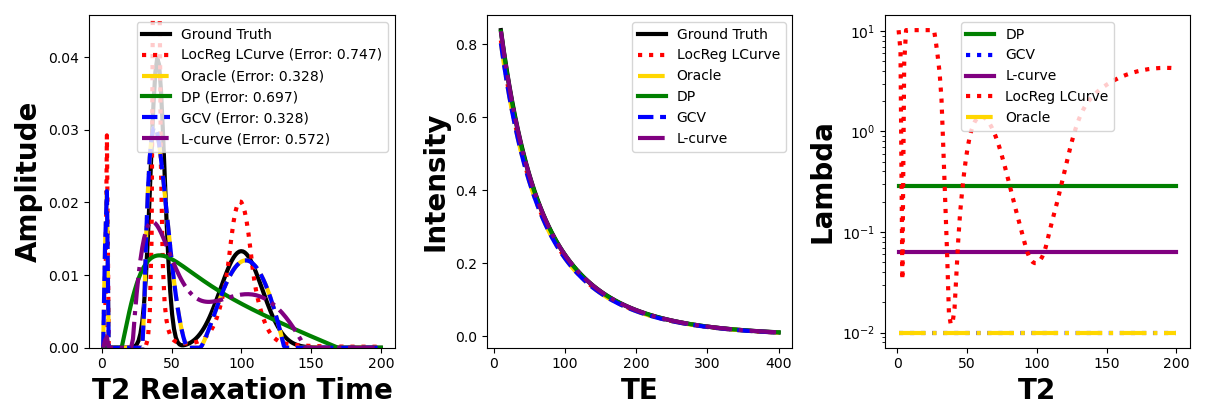 0.00
0.01
0.02
0.03
0.04
0
50
100
150
200
Amplitude
T2 Relaxation Time
Ground Truth
LocReg LCurve (Error: 0.747)
Oracle (Error: 0.328)
DP (Error: 0.697)
GCV (Error: 0.328)
L-curve (Error: 0.572)
0.0
0.2
0.4
0.6
0.8
0
100
200
300
400
Intensity
TE
Ground Truth
LocReg LCurve
Oracle
DP
GCV
L-curve
10⁻²
10⁻¹
10⁰
10¹
0
50
100
150
200
Lambda
T2
DP
GCV
L-curve
LocReg LCurve
Oracle